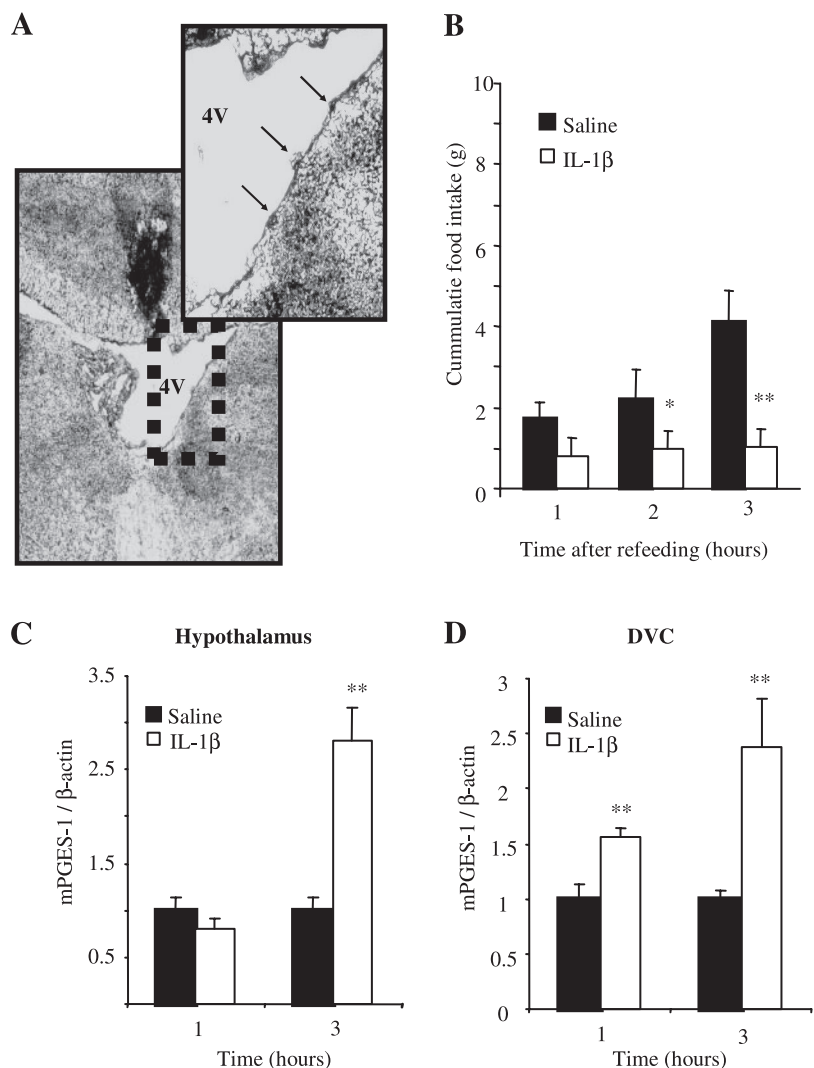 A
4V
4V
B
10
8
6
4
2
0
Cummulatie food intake (g)
Saline
IL-1β
*
**
1 2 3
Time after refeeding (hours)
C
Hypothalamus
3.5
2.5
1.5
0.5
mPGES-1 / β-actin
Saline
IL-1β
**
1 3
Time (hours)
D
DVC
3
2.5
2
1.5
1
0.5
0
mPGES-1 / β-actin
Saline
IL-1β
**
**
1 3
Time (hours)